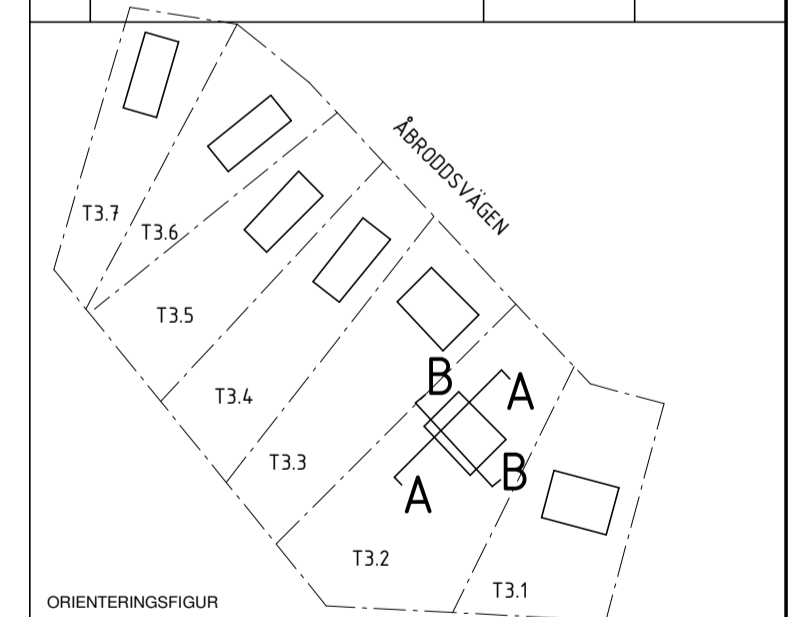 ÅBRODDSVÄGEN
T3.7
T3.6
T3.5
T3.4
T3.3
B
A
A
B
T3.2
T3.1
ORIENTERINGSFIGUR